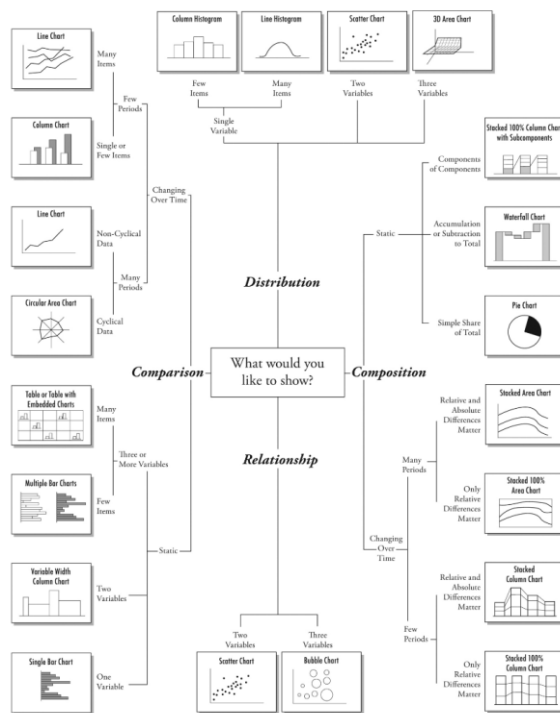 Line Chart
Many
Items
Few
Periods
Column Chart
Single or
Few Items
Changing
Over Time
Line Chart
Non-Cyclical
Data
Many
Periods
Circular Area Chart
Cyclical
Data
Comparison
Table or Table with
Embedded Charts
Many
Items
Three or
More Variables
Multiple Bar Charts
Few
Items
Static
Variable Width
Column Chart
Two
Variables
Single Bar Chart
One
Variable
Column Histogram
Line Histogram
Scatter Chart
3D Area Chart
Few
Items
Many
Items
Two
Variables
Three
Variables
Single
Variable
Distribution
What would you
like to show?
Relationship
Two
Variables
Three
Variables
Scatter Chart
Bubble Chart
Composition
Static
Components
of Components
Stacked 100% Column Chart
with Subcomponents
Accumulation
or Subtraction
to Total
Waterfall Chart
Simple Share
of Total
Pie Chart
Changing
Over
Time
Many
Periods
Relative and
Absolute
Differences
Matter
Stacked Area Chart
Only
Relative
Differences
Matter
Stacked 100%
Area Chart
Few
Periods
Relative and
Absolute
Differences
Matter
Stacked
Column Chart
Only
Relative
Differences
Matter
Stacked 100%
Column Chart